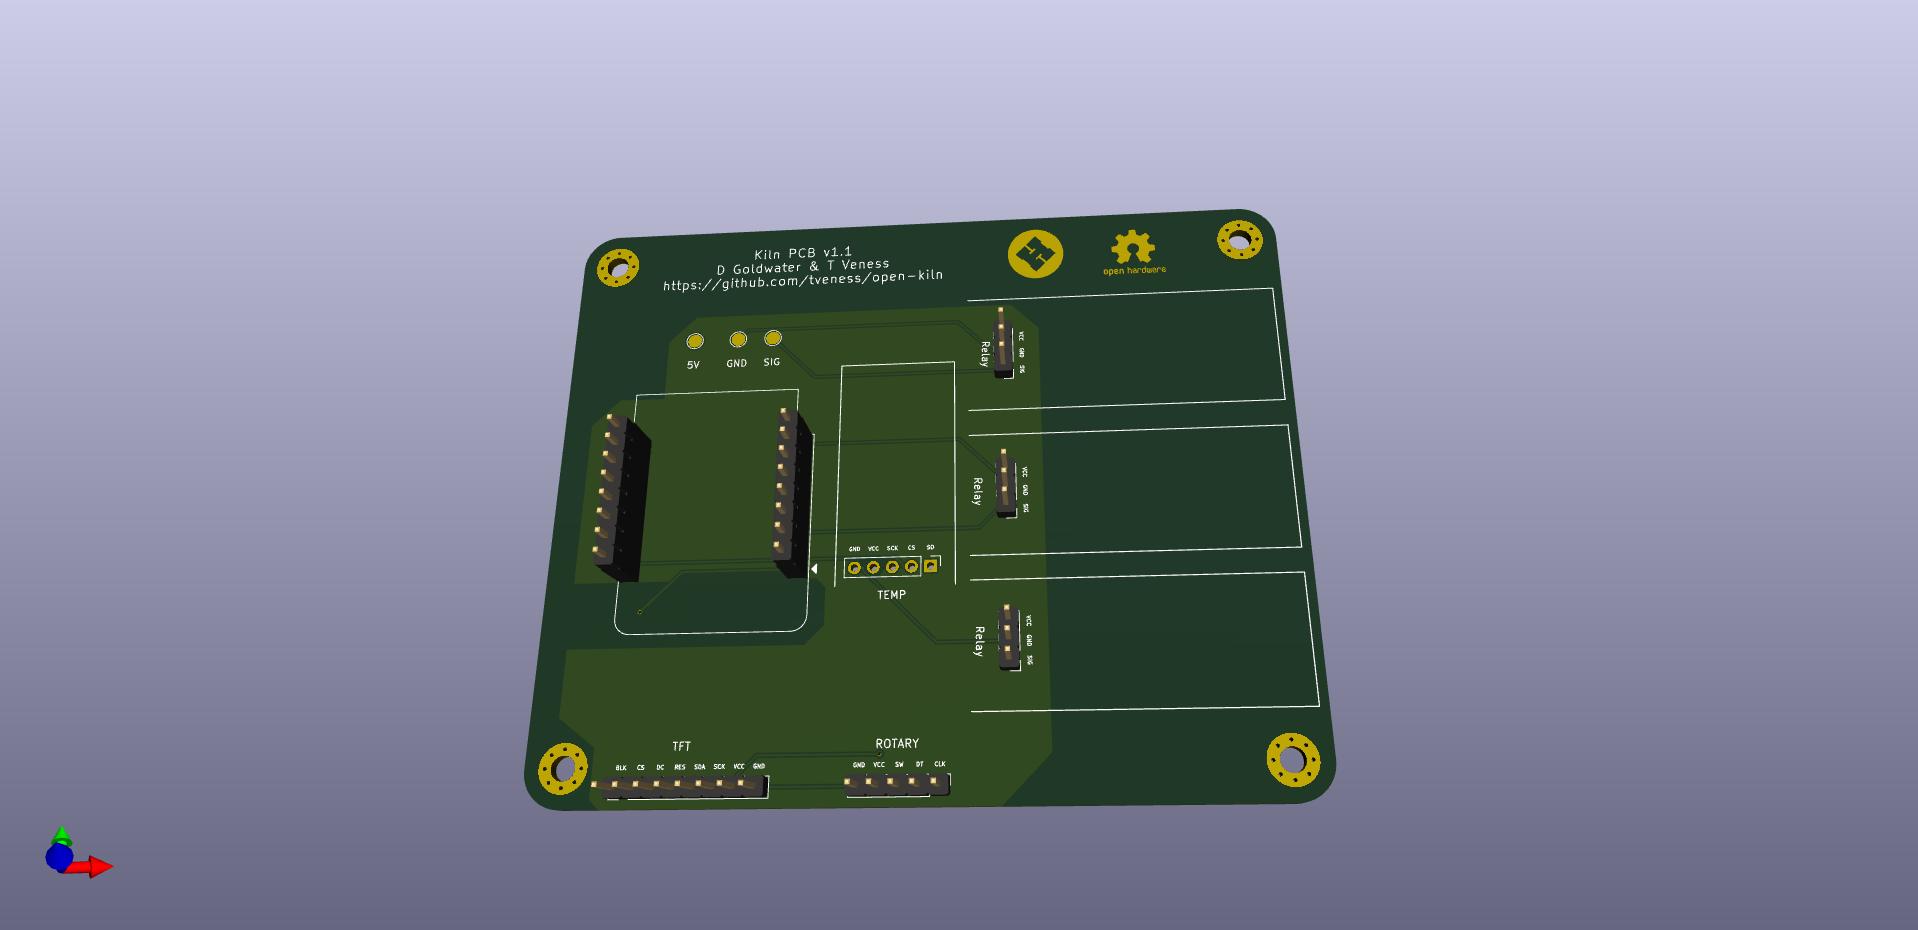 Kiln PCB v1.1
D Goldwater & T Veness
https://github.com/tveness/open-kiln
open hardware
5V GND SIG
Relay
VCC GND SIG
Relay
VCC GND SIG
GND VCC SCK CS SO
TEMP
Relay
VCC GND SIG
TFT
BLK CS DC RES SDA SCK VCC GND
ROTARY
GND VCC SW DT CLK